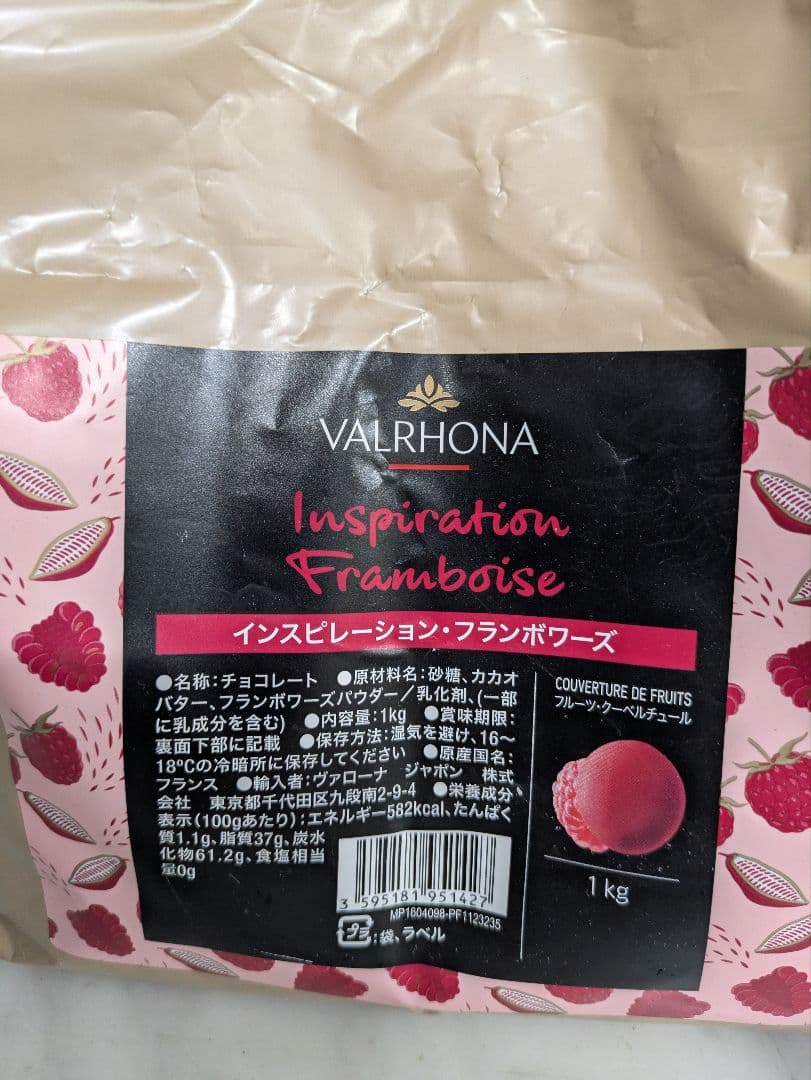 VALRHONA
Inspiration
Framboise
インスピレーション・フランボワーズ
●名称:チョコレート ●原材料名:砂糖、カカオ
バター、フランボワーズパウダー/乳化剤、(一部
に乳成分を含む) ●内容量:1kg ●賞味期限:
裏面下部に記載 ●保存方法:湿気を避け、16~
18℃の冷暗所に保存してください ●原産国名:
フランス ●輸入者:ヴァローナ ジャポン 株式
会社 東京都千代田区九段南2-9-4 ●栄養成分
表示(100gあたり):エネルギー582kcal、たんぱく
質1.1g、脂質37g、炭水
化物61.2g、食塩相当
量0g
3 595181 951427
MP1604098-PF1123235
プラ:袋、ラベル
COUVERTURE DE FRUITS
フルーツ・クーベルチュール
1kg